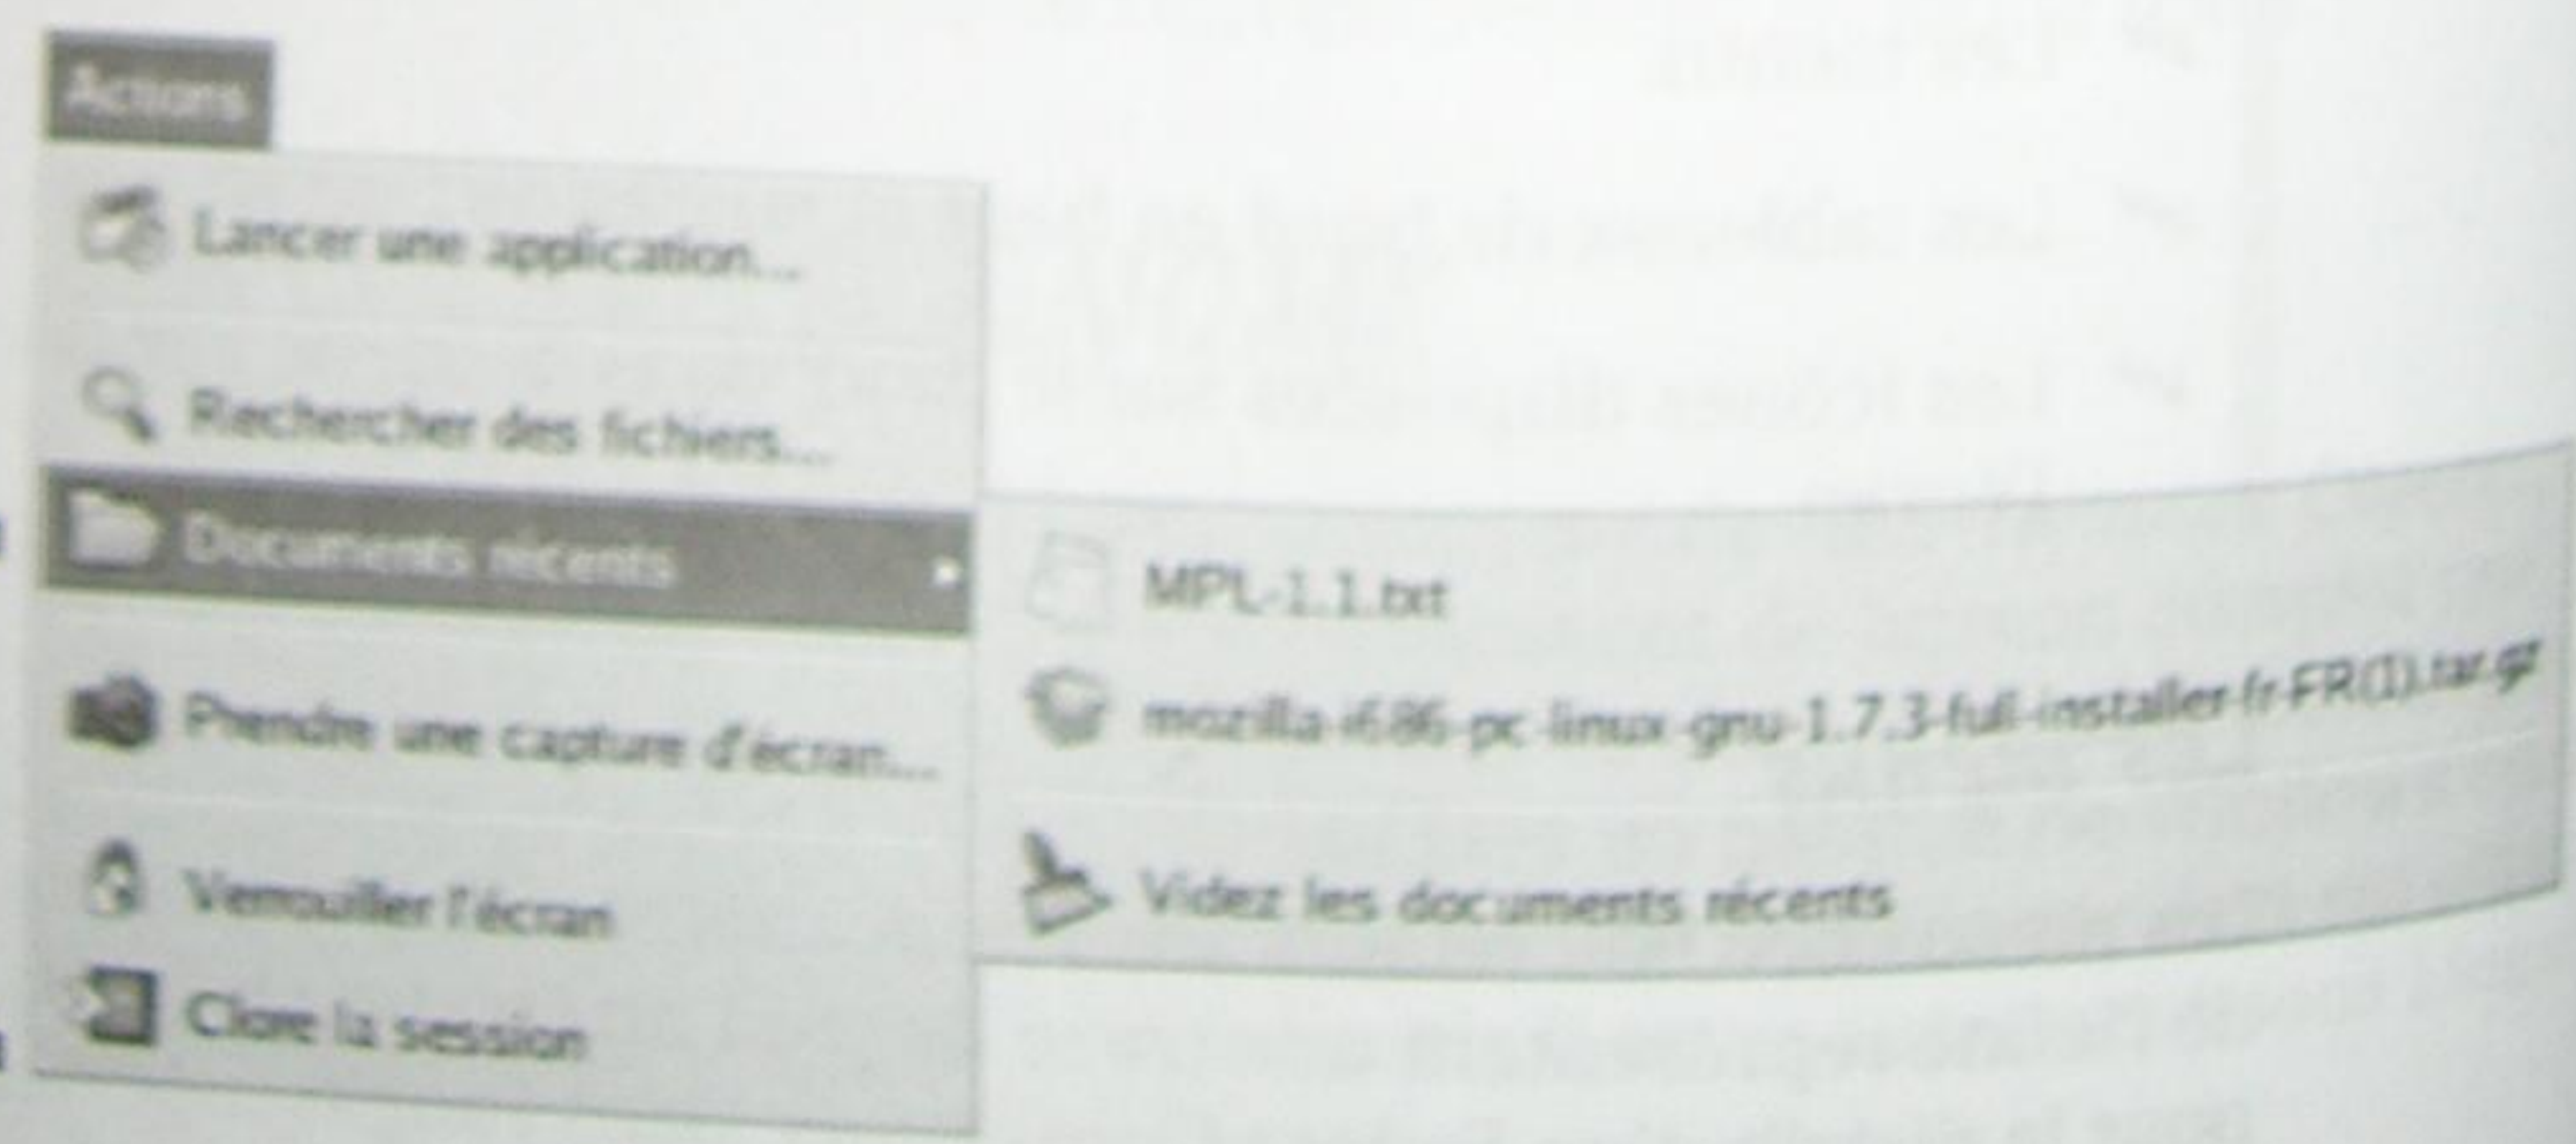 Actions
Lancer une application...
Rechercher des fichiers...
Documents récents
MPL-1.1.txt
mozilla-i686-pc-linux-gnu-1.7.3-full-installer-fr-FR(1).tar.gz
Prendre une capture d'écran...
Videz les documents récents
Verrouiller l'écran
Clore la session